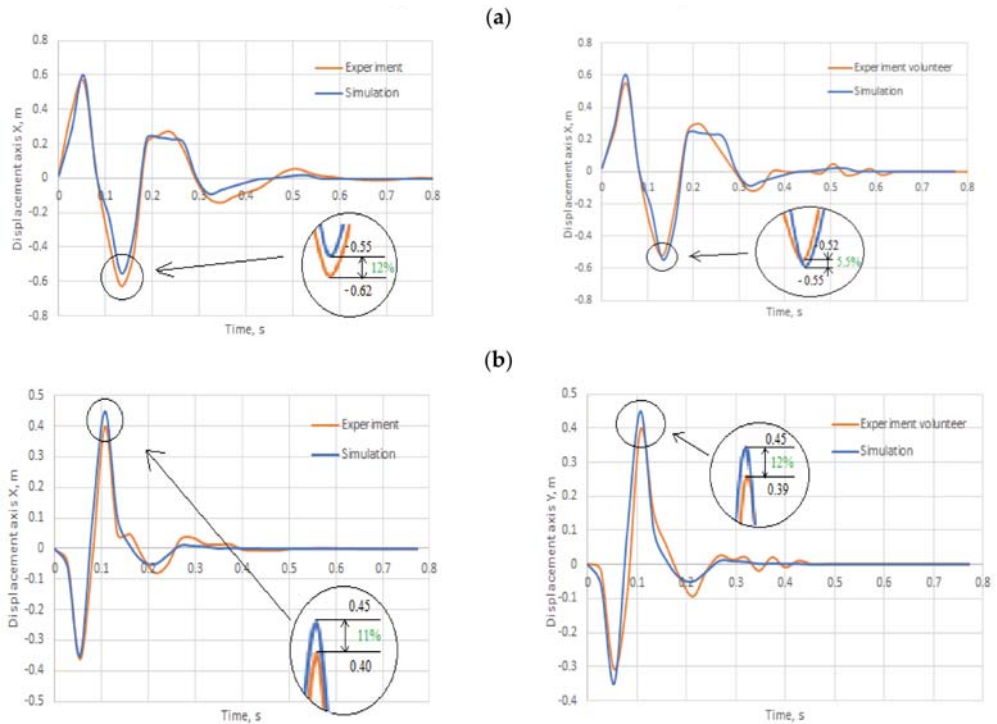 (a)
0.8
0.6
0.4
0.2
0
-0.2
-0.4
-0.6
-0.8
Displacement axis X, m
0 0.1 0.2 0.3 0.4 0.5 0.6 0.7 0.8
Time, s
Experiment
Simulation
-0.55
12%
-0.62
0.8
0.6
0.4
0.2
0
-0.2
-0.4
-0.6
-0.8
Displacement axis X, m
0 0.1 0.2 0.3 0.4 0.5 0.6 0.7 0.8
Time, s
Experiment volunteer
Simulation
-0.52
5.5%
-0.55
(b)
0.5
0.4
0.3
0.2
0.1
0
-0.1
-0.2
-0.3
-0.4
-0.5
Displacement axis X, m
0 0.1 0.2 0.3 0.4 0.5 0.6 0.7 0.8
Time, s
Experiment
Simulation
0.45
11%
0.40
0.5
0.4
0.3
0.2
0.1
0
-0.1
-0.2
-0.3
-0.4
Displacement axis Y, m
0 0.1 0.2 0.3 0.4 0.5 0.6 0.7 0.8
Time, s
Experiment volunteer
Simulation
0.45
12%
0.39